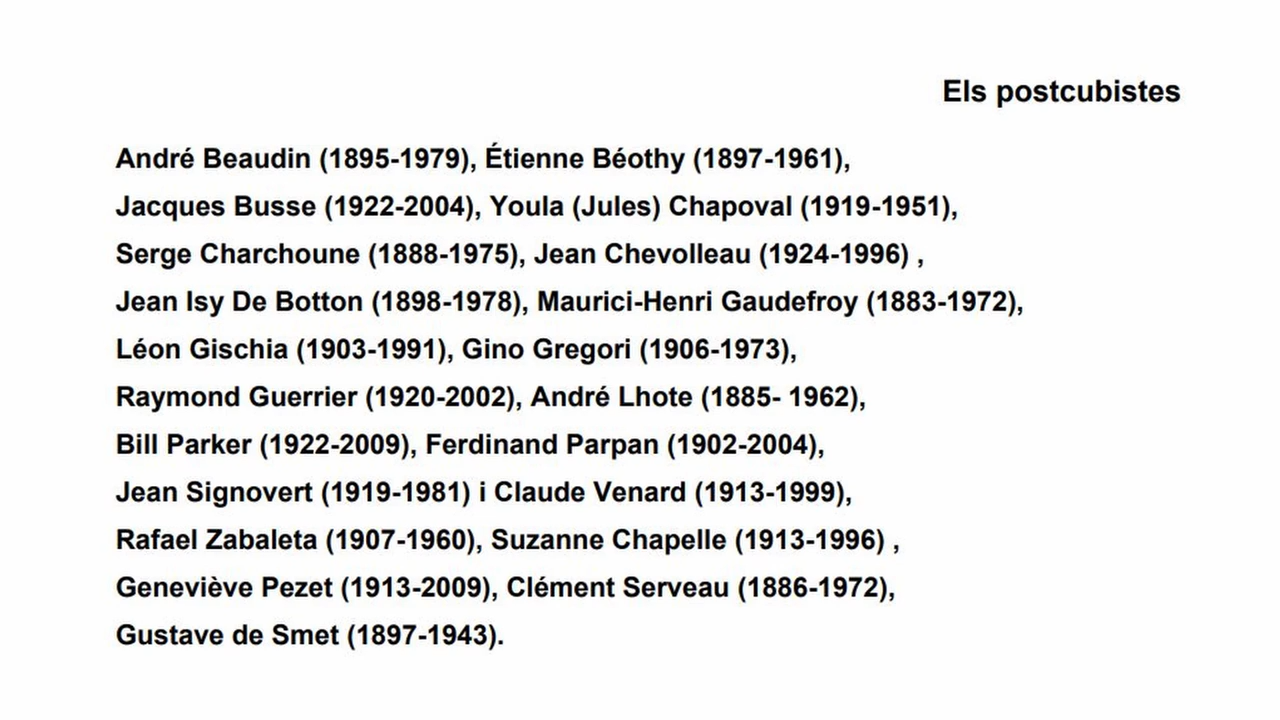 Els postcubistes
André Beaudin (1895-1979), Étienne Béothy (1897-1961),
Jacques Busse (1922-2004), Youla (Jules) Chapoval (1919-1951),
Serge Charchoune (1888-1975), Jean Chevolleau (1924-1996) ,
Jean Isy De Botton (1898-1978), Maurici-Henri Gaudefroy (1883-1972),
Léon Gischia (1903-1991), Gino Gregori (1906-1973),
Raymond Guerrier (1920-2002), André Lhote (1885- 1962),
Bill Parker (1922-2009), Ferdinand Parpan (1902-2004),
Jean Signovert (1919-1981) i Claude Venard (1913-1999),
Rafael Zabaleta (1907-1960), Suzanne Chapelle (1913-1996) ,
Geneviève Pezet (1913-2009), Clément Serveau (1886-1972),
Gustave de Smet (1897-1943).